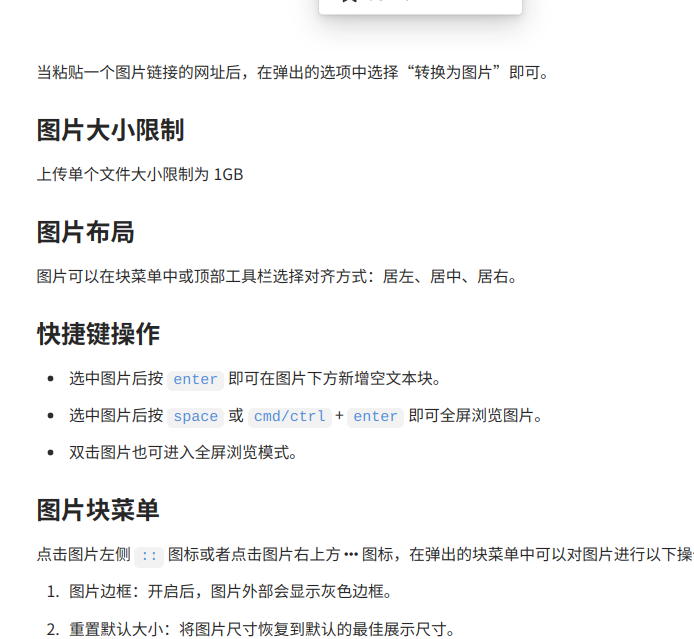 当粘贴一个图片链接的网址后，在弹出的选项中选择“转换为图片”即可。
图片大小限制
上传单个文件大小限制为 1GB
图片布局
图片可以在块菜单中或顶部工具栏选择对齐方式：居左、居中、居右。
快捷键操作
• 选中图片后按 enter 即可在图片下方新增空文本块。
• 选中图片后按 space 或 cmd/ctrl + enter 即可全屏浏览图片。
• 双击图片也可进入全屏浏览模式。
图片块菜单
点击图片左侧 :: 图标或者点击图片右上方 ••• 图标，在弹出的块菜单中可以对图片进行以下操
1. 图片边框：开启后，图片外部会显示灰色边框。
2. 重置默认大小：将图片尺寸恢复到默认的最佳展示尺寸。